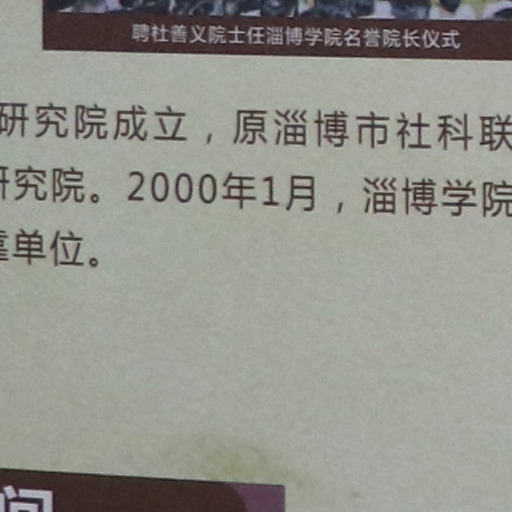 聘社善义院士任淄博学院名誉院长仪式
研究院成立，原淄博市社科联
研究院。2000年1月，淄博学院
单位。
间